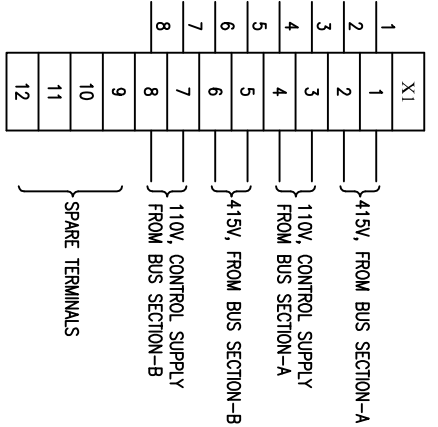 X1
1 1 415V, FROM BUS SECTION-A
2 2
3 3 110V, CONTROL SUPPLY
4 4 FROM BUS SECTION-A
5 5 415V, FROM BUS SECTION-B
6 6
7 7 110V, CONTROL SUPPLY
8 8 FROM BUS SECTION-B
9
10 SPARE TERMINALS
11
12